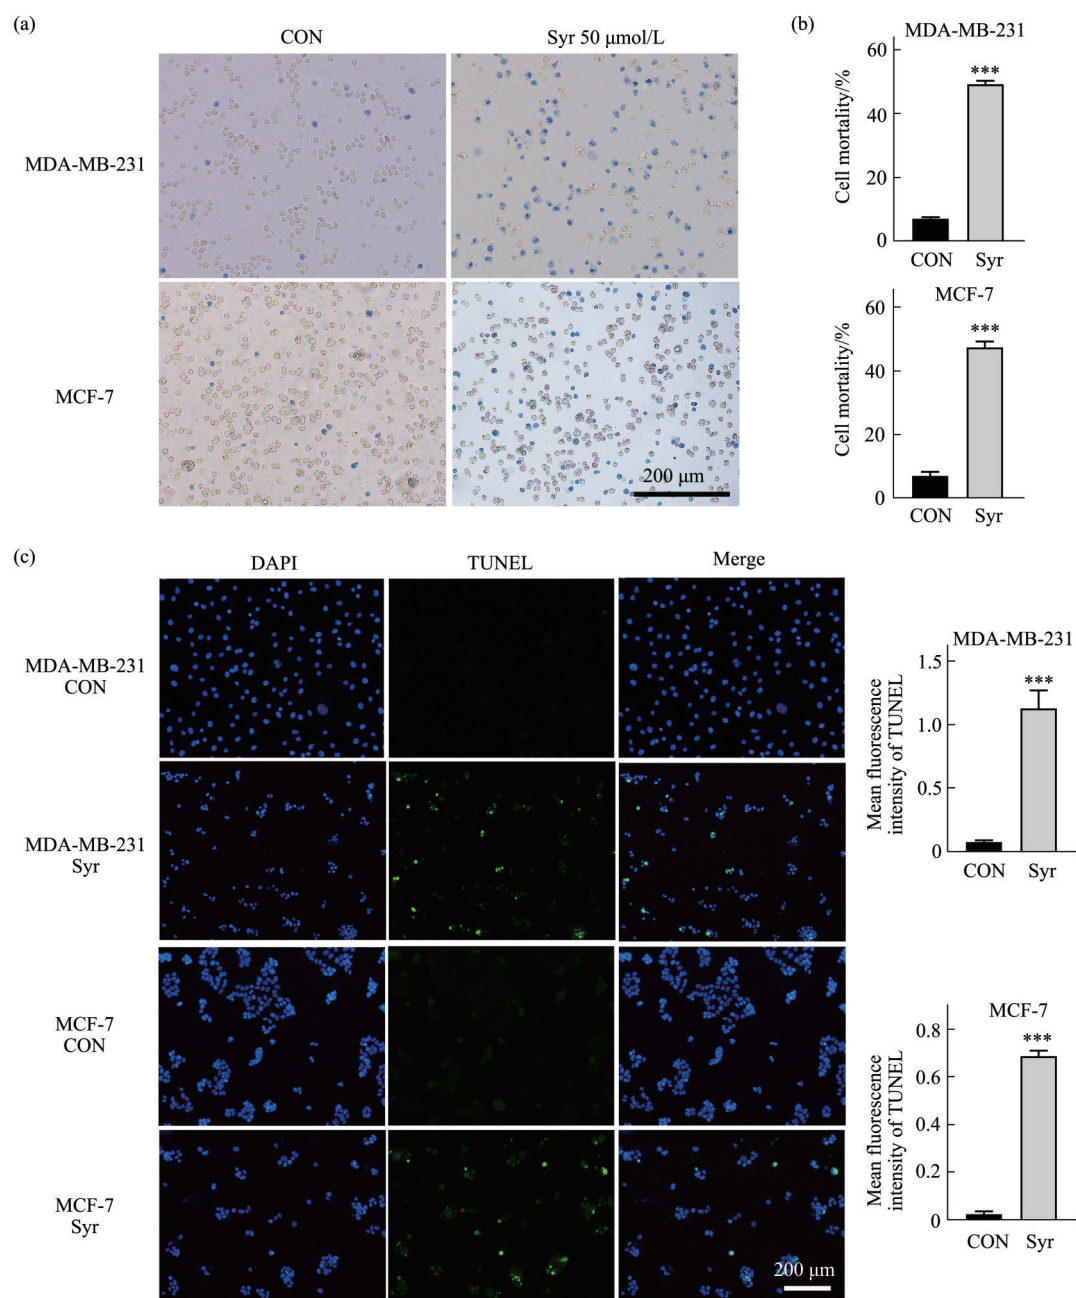 (a)
CON
Syr 50 μmol/L
MDA-MB-231
MCF-7
200 μm
(b)
MDA-MB-231
Cell mortality/%
60
40
20
0
***
CON
Syr
MCF-7
Cell mortality/%
60
40
20
0
***
CON
Syr
(c)
DAPI
TUNEL
Merge
MDA-MB-231
CON
MDA-MB-231
Syr
MCF-7
CON
MCF-7
Syr
200 μm
MDA-MB-231
Mean fluorescence
intensity of TUNEL
1.5
1.0
0.5
0
***
CON
Syr
MCF-7
Mean fluorescence
intensity of TUNEL
0.8
0.6
0.4
0.2
0
***
CON
Syr